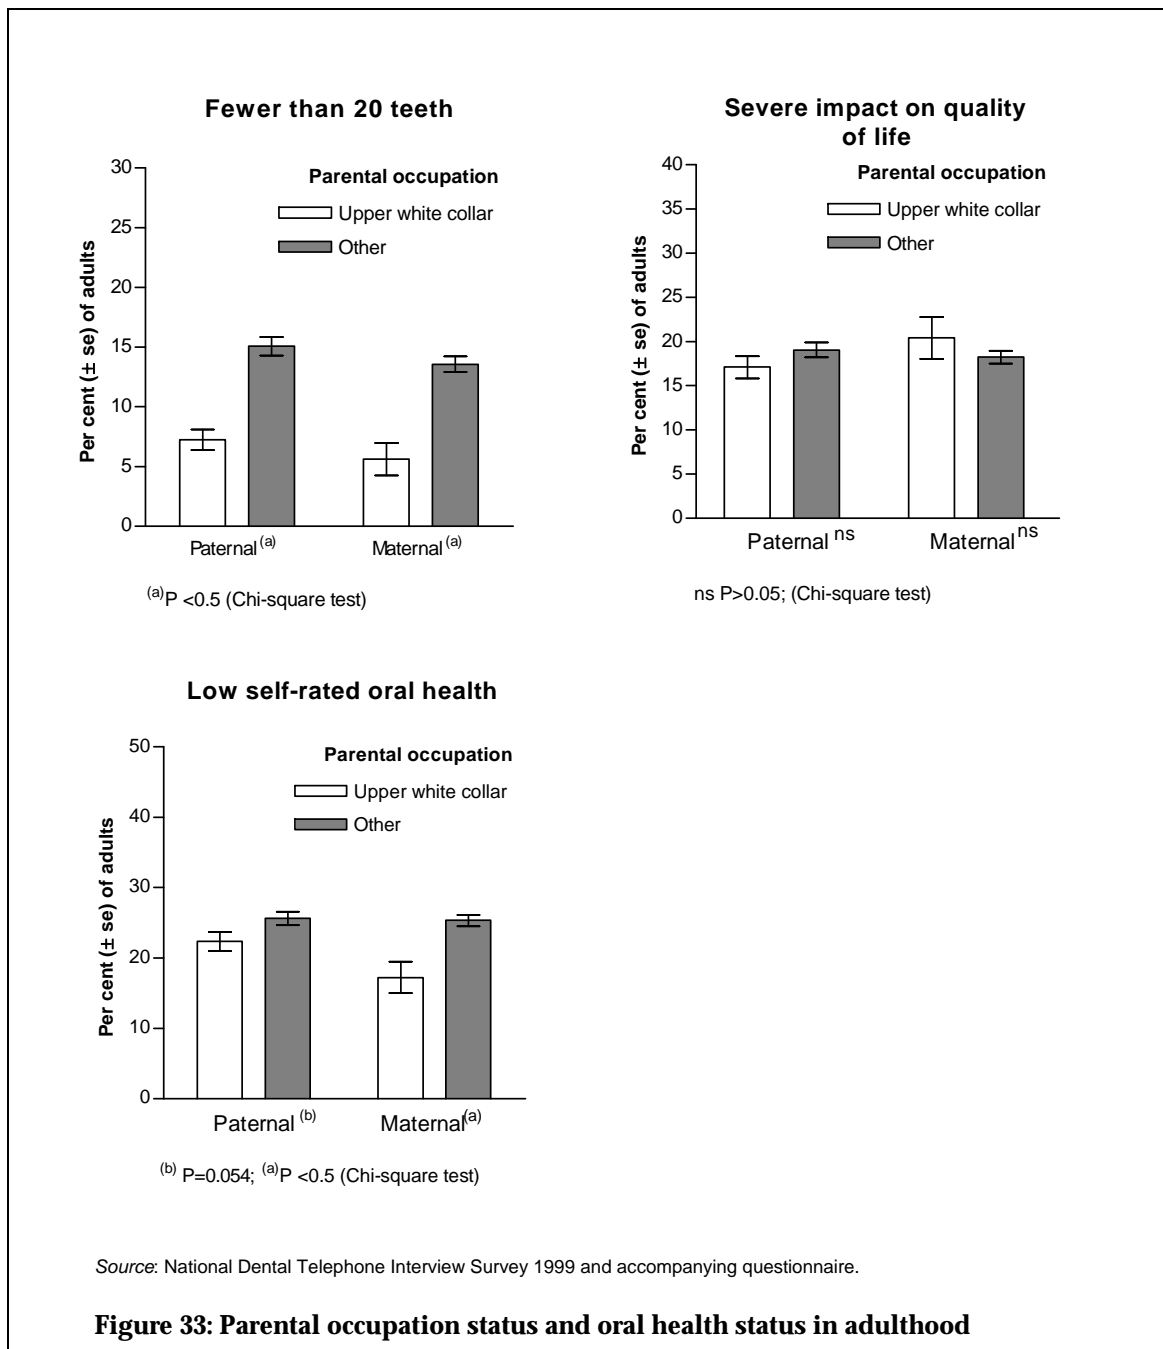 Fewer than 20 teeth
Parental occupation
Upper white collar
Other
Per cent (± se) of adults
30
25
20
15
10
5
0
Paternal (a)
Maternal (a)
(a)P <0.5 (Chi-square test)
Severe impact on quality
of life
Parental occupation
Upper white collar
Other
Per cent (± se) of adults
40
35
30
25
20
15
10
5
0
Paternal ns
Maternal ns
ns P>0.05; (Chi-square test)
Low self-rated oral health
Parental occupation
Upper white collar
Other
Per cent (± se) of adults
50
40
30
20
10
0
Paternal (b)
Maternal(a)
(b) P=0.054; (a)P <0.5 (Chi-square test)
Source: National Dental Telephone Interview Survey 1999 and accompanying questionnaire.
Figure 33: Parental occupation status and oral health status in adulthood